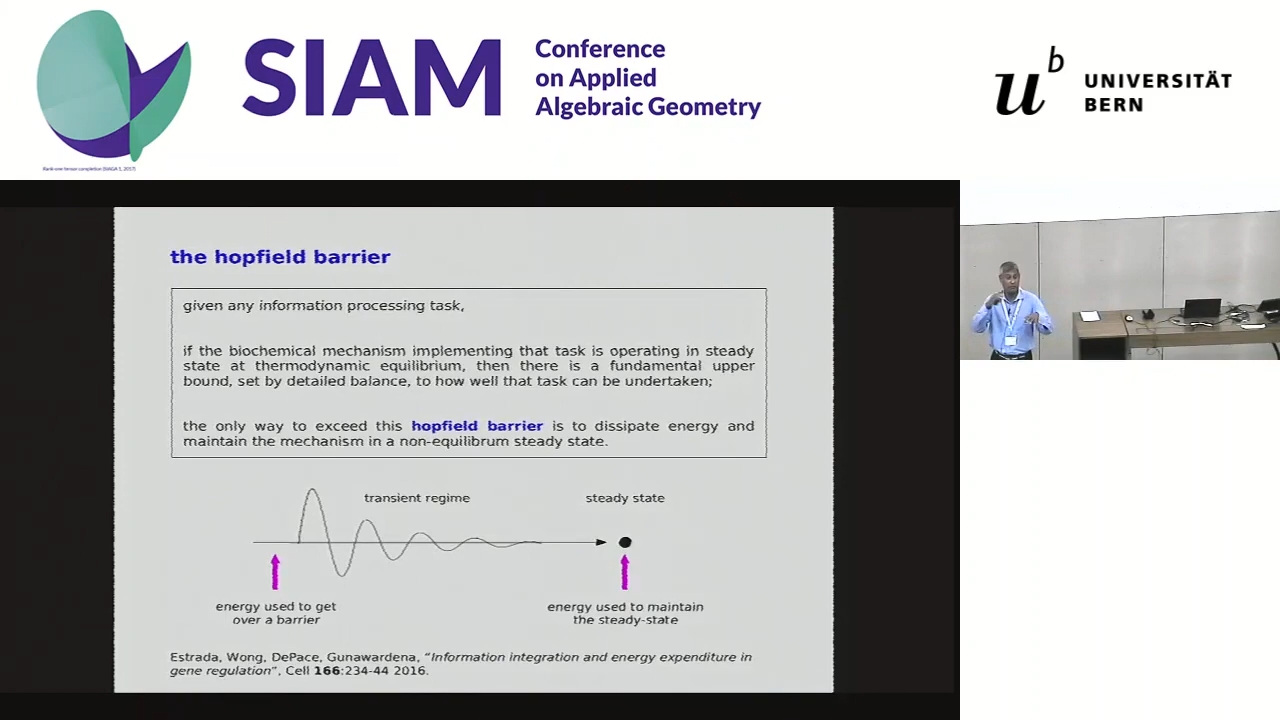 SIAM
Conference
on Applied
Algebraic Geometry
u b
UNIVERSITÄT
BERN
the hopfield barrier
given any information processing task,
if the biochemical mechanism implementing that task is operating in steady
state at thermodynamic equilibrium, then there is a fundamental upper
bound, set by detailed balance, to how well that task can be undertaken;
the only way to exceed this hopfield barrier is to dissipate energy and
maintain the mechanism in a non-equilibrum steady state.
transient regime
steady state
energy used to get
over a barrier
energy used to maintain
the steady-state
Estrada, Wong, DePace, Gunawardena, “Information integration and energy expenditure in
gene regulation”, Cell 166:234-44 2016.